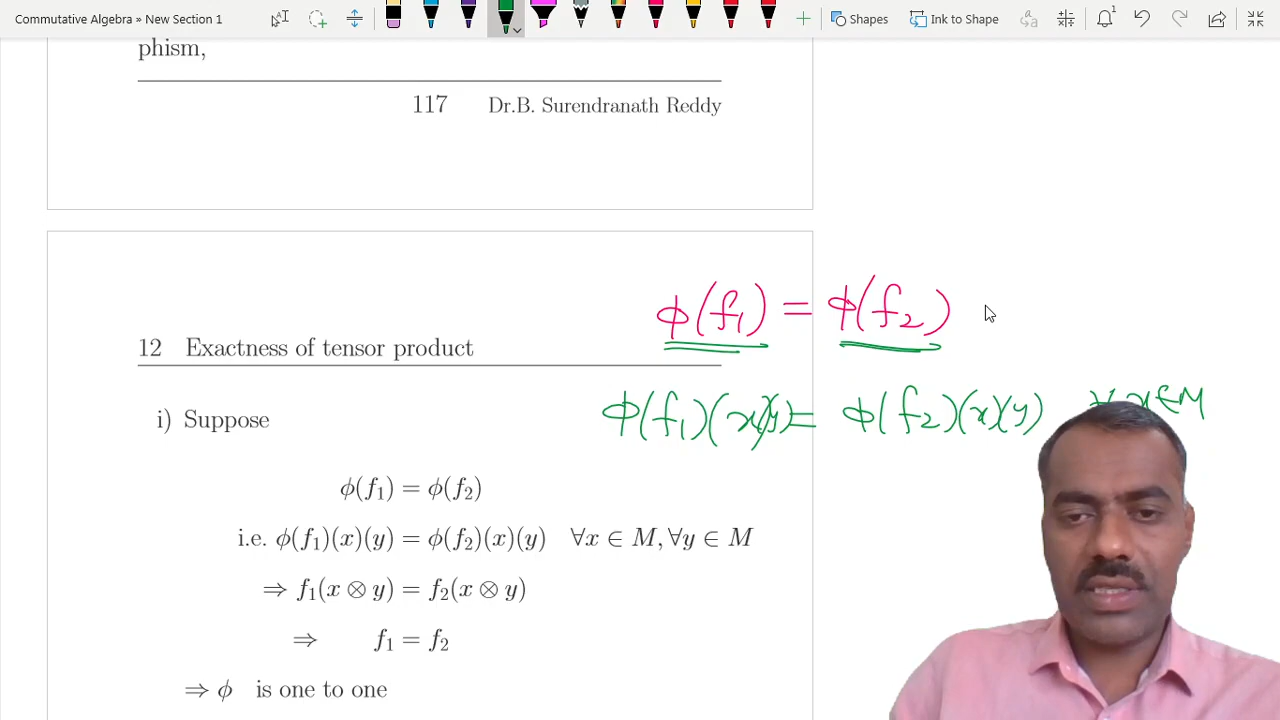 Commutative Algebra » New Section 1
Shapes
Ink to Shape
phism,
117 Dr.B. Surendranath Reddy
ϕ(f₁) = ϕ(f₂)
12 Exactness of tensor product
ϕ(f₁)(x)(y) = ϕ(f₂)(x)(y) ∀ x ∈ M
i) Suppose
ϕ(f₁) = ϕ(f₂)
i.e. ϕ(f₁)(x)(y) = ϕ(f₂)(x)(y) ∀x ∈ M, ∀y ∈ M
⇒ f₁(x ⊗ y) = f₂(x ⊗ y)
⇒ f₁ = f₂
⇒ ϕ is one to one